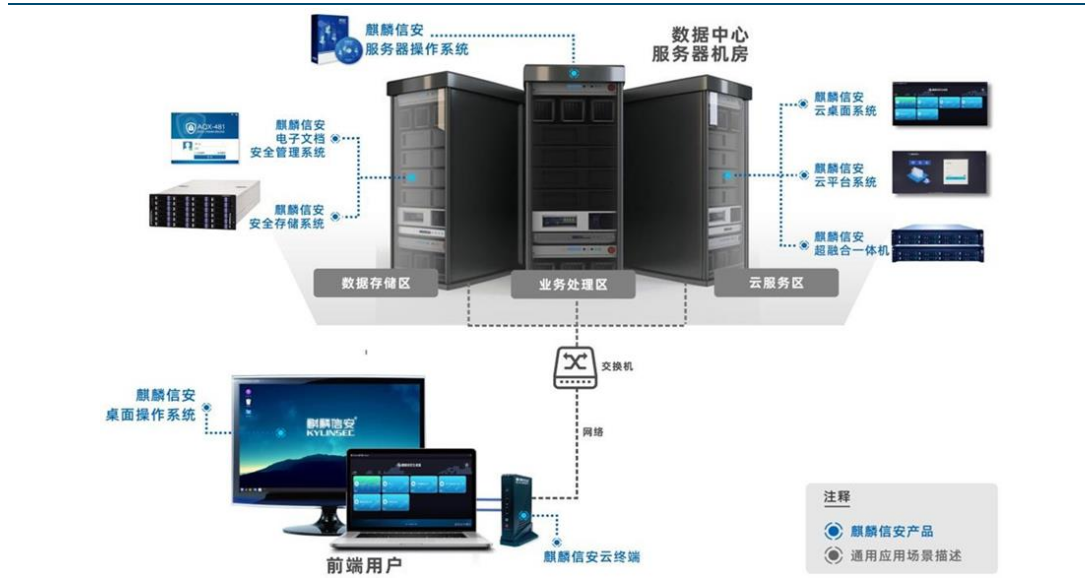 麒麟信安
服务器操作系统
数据中心
服务器机房
麒麟信安
云桌面系统
AQX-481
麒麟信安
电子文档
安全管理系统
麒麟信安
云平台系统
麒麟信安
安全存储系统
麒麟信安
超融合一体机
数据存储区
业务处理区
云服务区
交换机
网络
麒麟信安
桌面操作系统
麒麟信安
KYLINSEC
前端用户
麒麟信安云终端
注释
麒麟信安产品
通用应用场景描述